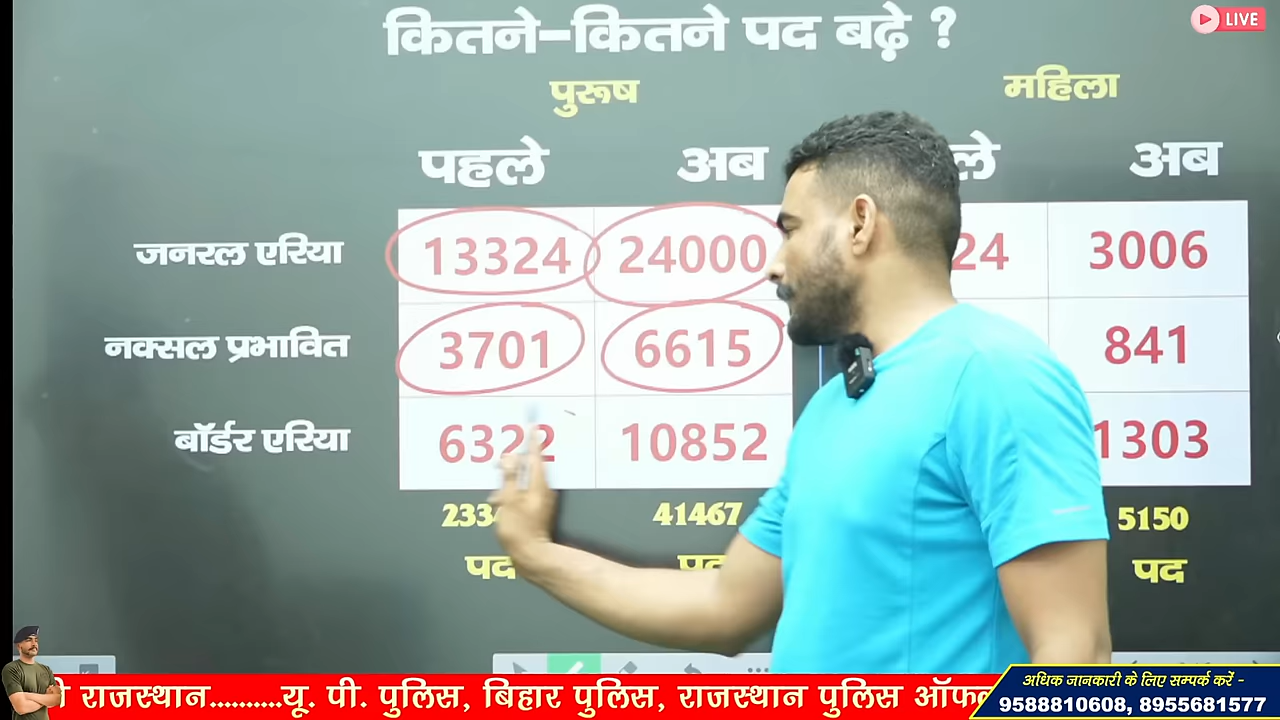 LIVE
कितने-कितने पद बढ़े ?
पुरूष महिला
पहले अब अब
जनरल एरिया 13324 24000 3006
नक्सल प्रभावित 3701 6615 841
बॉर्डर एरिया 6322 10852 1303
41467 5150
पद पद
राजस्थान..........यू. पी. पुलिस, बिहार पुलिस, राजस्थान पुलिस
अधिक जानकारी के लिए सम्पर्क करें -
9588810608, 8955681577